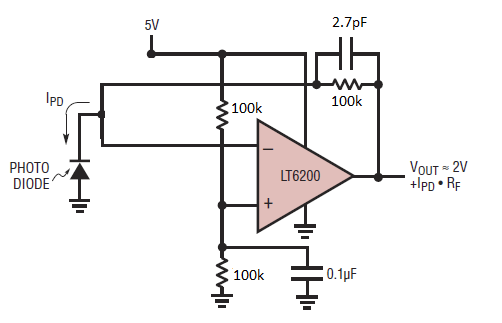 5V
2.7pF
IPD
100k
100k
PHOTO
DIODE
−
LT6200
+
VOUT ≈ 2V
+IPD • RF
100k
0.1µF